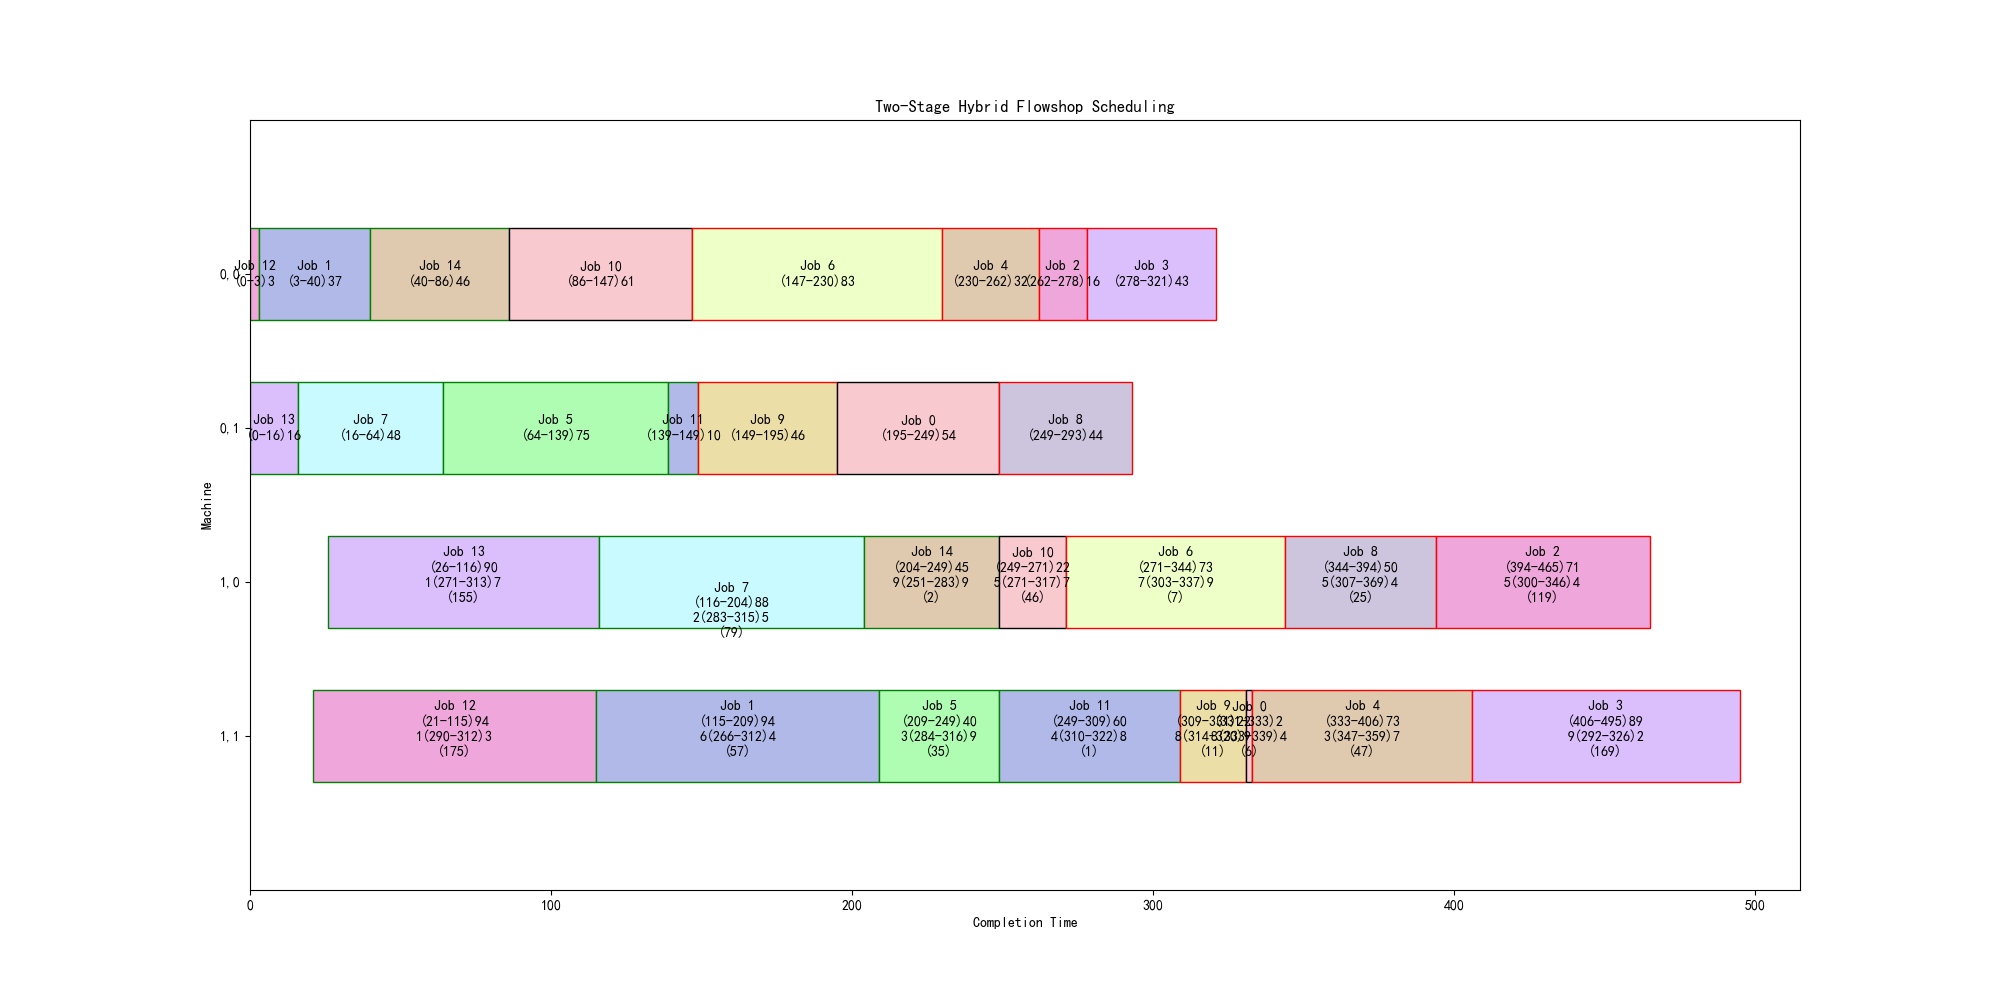 Two-Stage Hybrid Flowshop Scheduling
0,0
Job 12
(0-3)3
Job 1
(3-40)37
Job 14
(40-86)46
Job 10
(86-147)61
Job 6
(147-230)83
Job 4
(230-262)32
Job 2
(262-278)16
Job 3
(278-321)43
0,1
Job 13
(0-16)16
Job 7
(16-64)48
Job 5
(64-139)75
Job 11
(139-149)10
Job 9
(149-195)46
Job 0
(195-249)54
Job 8
(249-293)44
Machine
1,0
Job 13
(26-116)90
1(271-313)7
(155)
Job 7
(116-204)88
2(283-315)5
(79)
Job 14
(204-249)45
9(251-283)9
(2)
Job 10
(249-271)22
5(271-317)7
(46)
Job 6
(271-344)73
7(303-337)9
(7)
Job 8
(344-394)50
5(307-369)4
(25)
Job 2
(394-465)71
5(300-346)4
(119)
1,1
Job 12
(21-115)94
1(290-312)3
(175)
Job 1
(115-209)94
6(266-312)4
(57)
Job 5
(209-249)40
3(284-316)9
(35)
Job 11
(249-309)60
4(310-322)8
(1)
Job 9
(11)
Job 0
(331-333)2
(6)
Job 4
(333-406)73
3(347-359)7
(47)
Job 3
(406-495)89
9(292-326)2
(169)
0
100
200
300
400
500
Completion Time